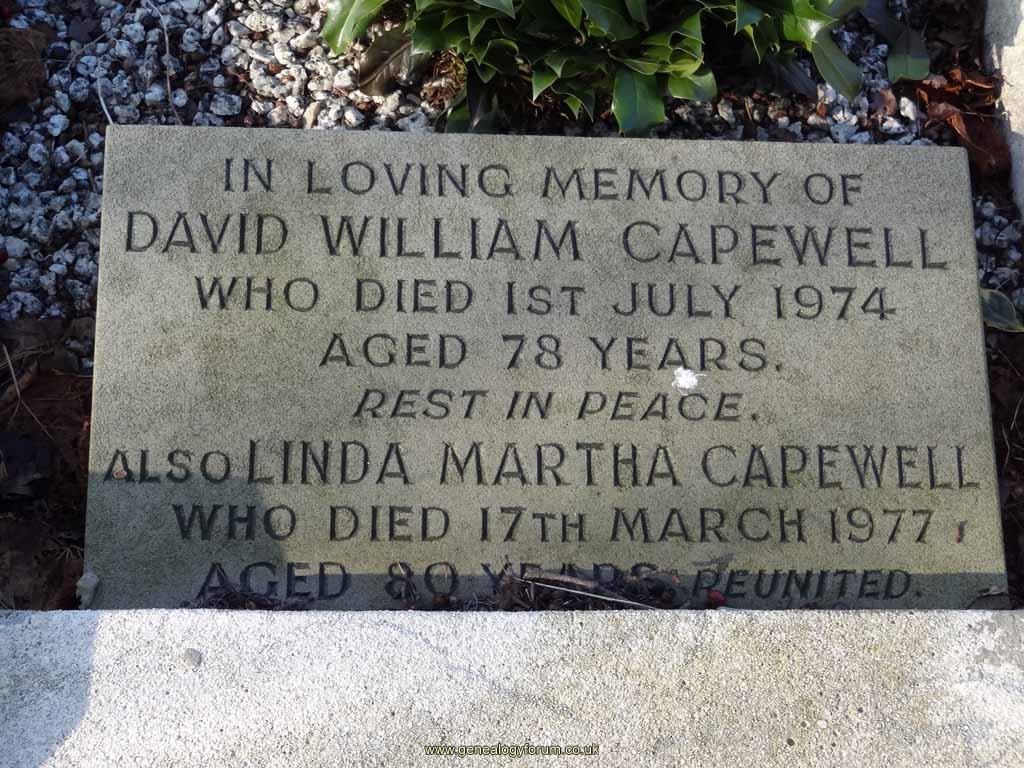 IN LOVING MEMORY OF
DAVID WILLIAM CAPEWELL
WHO DIED 1ST JULY 1974
AGED 78 YEARS.
REST IN PEACE.
ALSO LINDA MARTHA CAPEWELL
WHO DIED 17TH MARCH 1977,
AGED 80 YEARS. REUNITED.
www.genealogyforum.co.uk